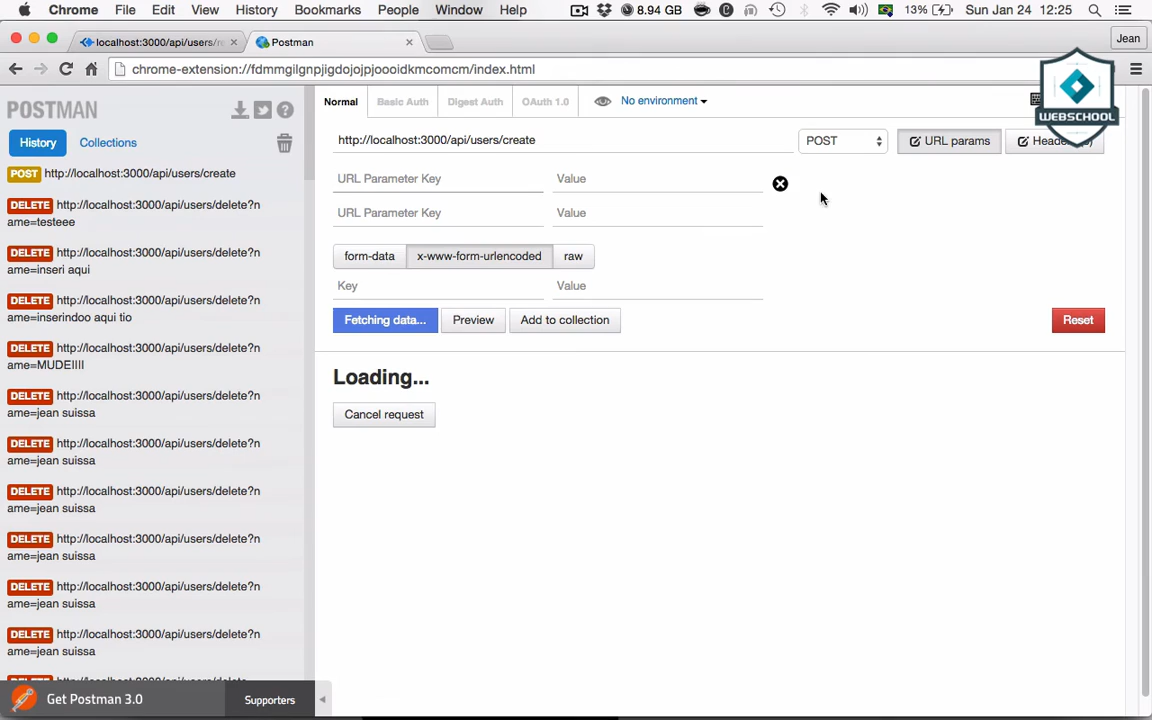 Chrome File Edit View History Bookmarks People Window Help 8.94 GB 13% Sun Jan 24 12:25
localhost:3000/api/users/re Postman Jean
chrome-extension://fdmmgilgnpjigdojojpjoooidkmcomcm/index.html
WEBSCHOOL
POSTMAN
History Collections
POST http://localhost:3000/api/users/create
DELETE http://localhost:3000/api/users/delete?n
ame=testeee
DELETE http://localhost:3000/api/users/delete?n
ame=inseri aqui
DELETE http://localhost:3000/api/users/delete?n
ame=inserindoo aqui tio
DELETE http://localhost:3000/api/users/delete?n
ame=MUDEIIII
DELETE http://localhost:3000/api/users/delete?n
ame=jean suissa
DELETE http://localhost:3000/api/users/delete?n
ame=jean suissa
DELETE http://localhost:3000/api/users/delete?n
ame=jean suissa
DELETE http://localhost:3000/api/users/delete?n
ame=jean suissa
DELETE http://localhost:3000/api/users/delete?n
ame=jean suissa
DELETE http://localhost:3000/api/users/delete?n
ame=jean suissa
Get Postman 3.0 Supporters
Normal Basic Auth Digest Auth OAuth 1.0 No environment
http://localhost:3000/api/users/create POST URL params
URL Parameter Key Value
URL Parameter Key Value
form-data x-www-form-urlencoded raw
Key Value
Fetching data... Preview Add to collection Reset
Loading...
Cancel request